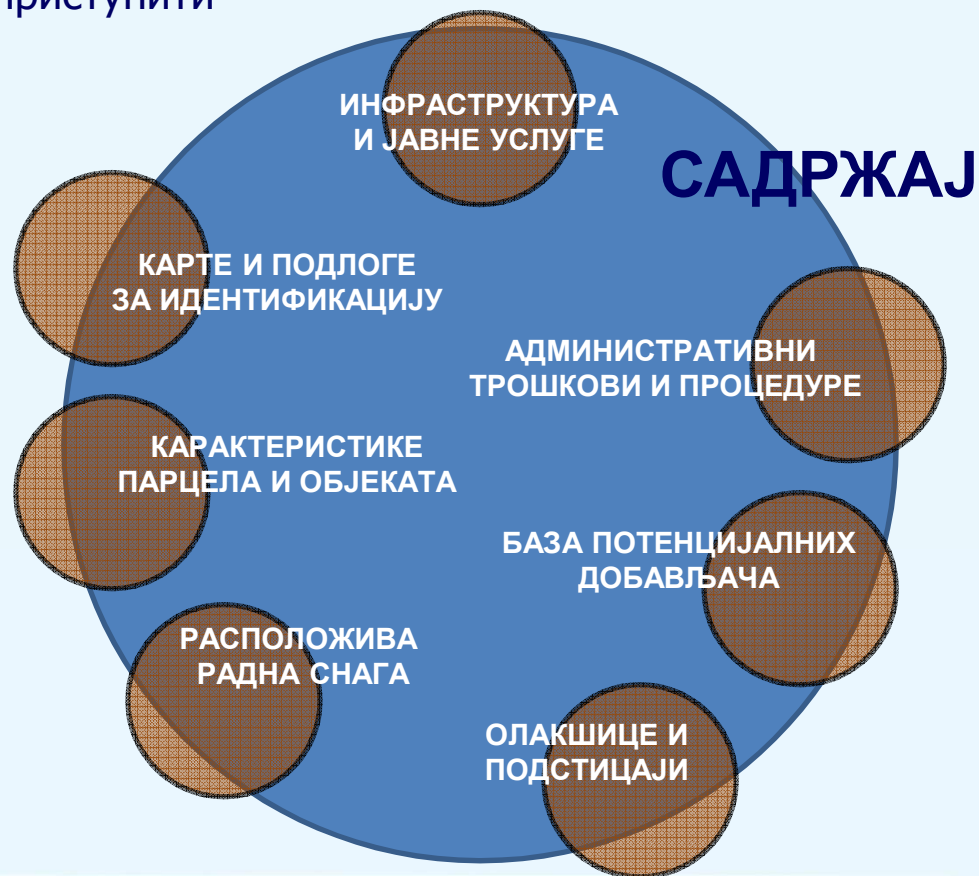 приступити
ИНФРАСТРУКТУРА
И ЈАВНЕ УСЛУГЕ
САДРЖАЈ
КАРТЕ И ПОДЛОГЕ
ЗА ИДЕНТИФИКАЦИЈУ
АДМИНИСТРАТИВНИ
ТРОШКОВИ И ПРОЦЕДУРЕ
КАРАКТЕРИСТИКЕ
ПАРЦЕЛА И ОБЈЕКАТА
БАЗА ПОТЕНЦИЈАЛНИХ
ДОБАВЉАЧА
РАСПОЛОЖИВА
РАДНА СНАГА
ОЛАКШИЦЕ И
ПОДСТИЦАЈИ